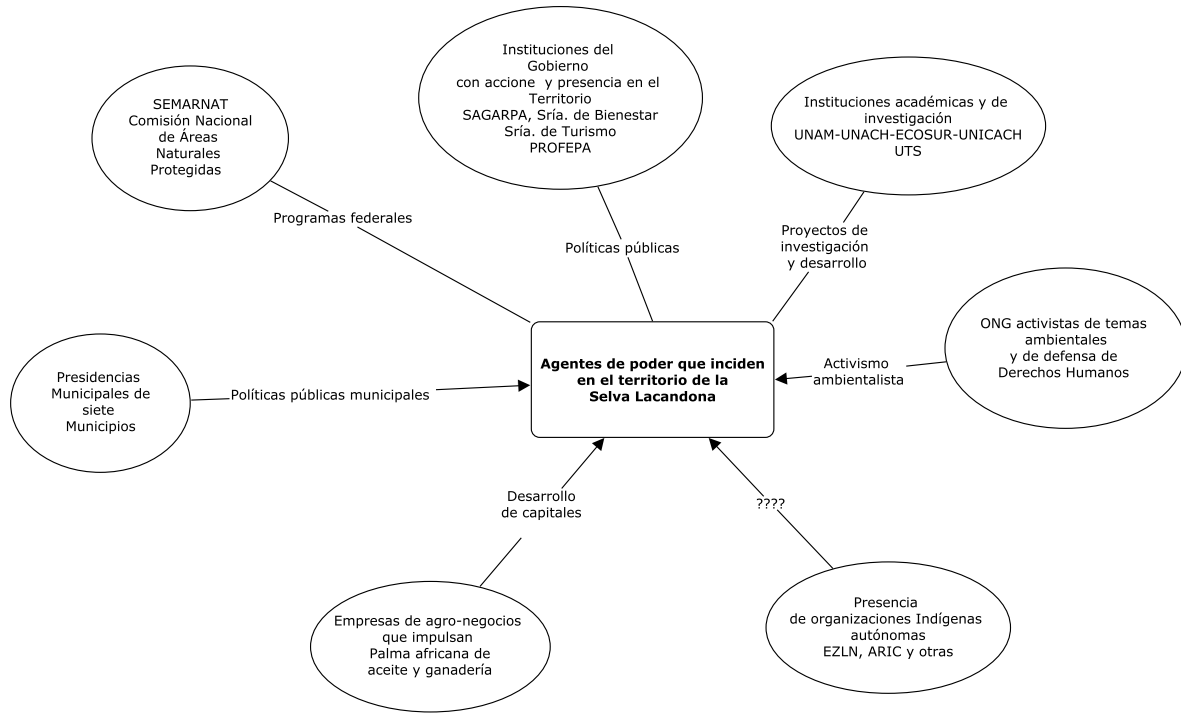 Instituciones del
Gobierno
con accione y presencia en el
Territorio
SAGARPA, Sría. de Bienestar
Sría. de Turismo
PROFEPA
SEMARNAT
Comisión Nacional
de Áreas
Naturales
Protegidas
Instituciones académicas y de
investigación
UNAM-UNACH-ECOSUR-UNICACH
UTS
Programas federales
Políticas públicas
Proyectos de
investigación
y desarrollo
Agentes de poder que inciden
en el territorio de la
Selva Lacandona
ONG activistas de temas
ambientales
y de defensa de
Derechos Humanos
Activismo
ambientalista
Presidencias
Municipales de
siete
Municipios
Políticas públicas municipales
Desarrollo
de capitales
????
Empresas de agro-negocios
que impulsan
Palma africana de
aceite y ganadería
Presencia
de organizaciones Indígenas
autónomas
EZLN, ARIC y otras